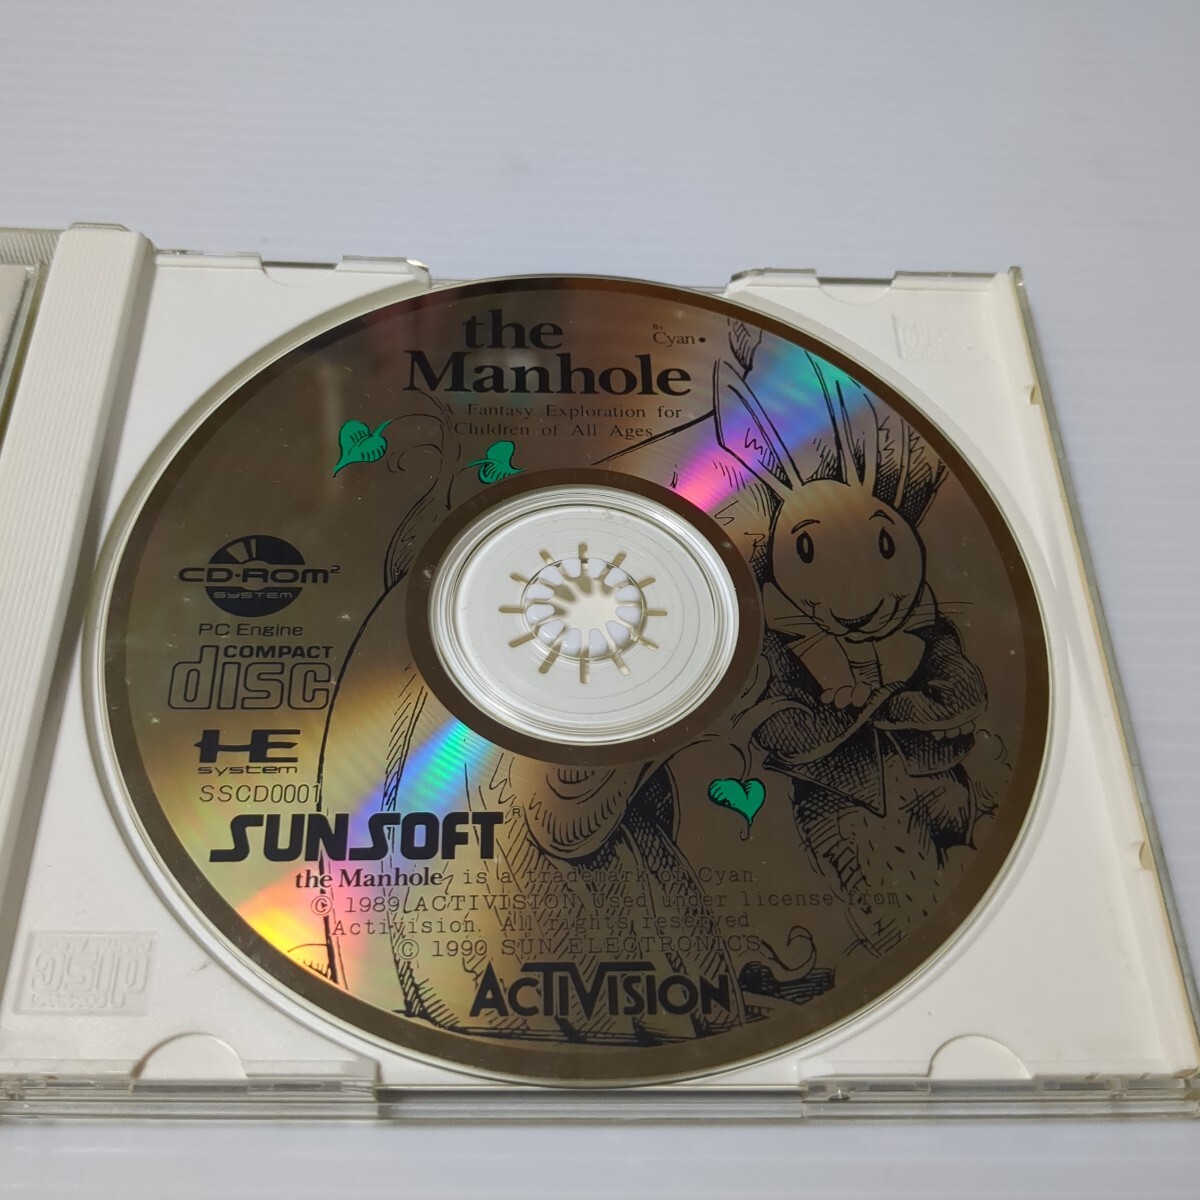 the
Manhole
By
Cyan
A Fantasy Exploration for
Children of All Ages
CD-ROM²
SYSTEM
PC Engine
COMPACT
disc
HE
system
SSCD0001
SUNSOFT®
the Manhole is a trademark of Cyan
© 1989 ACTIVISION Used under license from
Activision. All rights reserved
© 1990 SUN ELECTRONICS
ACTIVISION